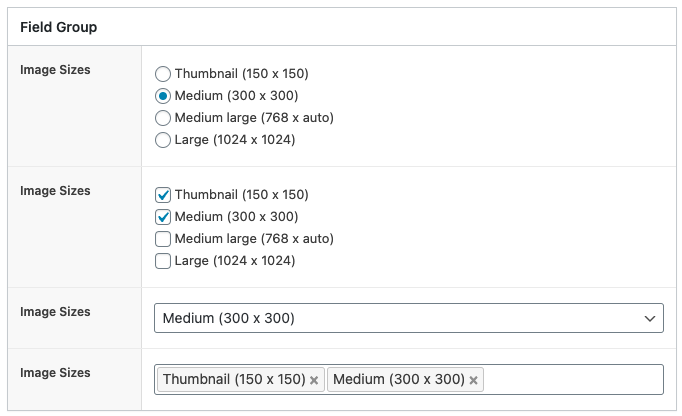 Field Group
Image Sizes
Thumbnail (150 x 150)
Medium (300 x 300)
Medium large (768 x auto)
Large (1024 x 1024)
Image Sizes
Thumbnail (150 x 150)
Medium (300 x 300)
Medium large (768 x auto)
Large (1024 x 1024)
Image Sizes
Medium (300 x 300)
Image Sizes
Thumbnail (150 x 150) × Medium (300 x 300) ×